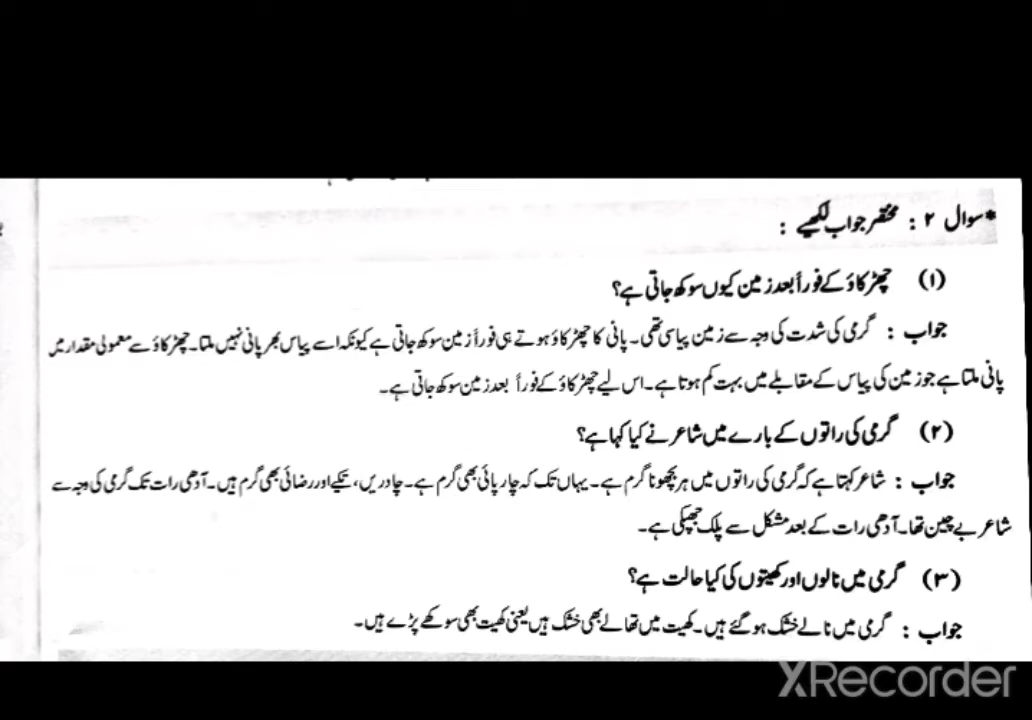 * سوال ۲ : مختصر جواب لکھیے :
(۱) چھڑکاؤ کے فوراً بعد زمین کیوں سوکھ جاتی ہے؟
جواب : گرمی کی شدت کی وجہ سے زمین پیاسی تھی۔ پانی کا چھڑکاؤ ہوتے ہی فوراً زمین سوکھ جاتی ہے کیونکہ اسے پیاس بھر پانی نہیں ملتا۔ چھڑکاؤ سے معمولی مقدار میں
پانی ملتا ہے جو زمین کی پیاس کے مقابلے میں بہت کم ہوتا ہے۔ اس لیے چھڑکاؤ کے فوراً بعد زمین سوکھ جاتی ہے۔
(۲) گرمی کی راتوں کے بارے میں شاعر نے کیا کہا ہے؟
جواب : شاعر کہتا ہے کہ گرمی کی راتوں میں ہر بچھونا گرم ہے۔ یہاں تک کہ چارپائی بھی گرم ہے۔ چادریں، تکیے اور رضائی بھی گرم ہیں۔ آدھی رات تک گرمی کی وجہ سے
شاعر بے چین تھا۔ آدھی رات کے بعد مشکل سے پلک جھپکی ہے۔
(۳) گرمی میں نالوں اور کھیتوں کی کیا حالت ہے؟
جواب : گرمی میں نالے خشک ہو گئے ہیں۔ کھیت میں تھالے بھی خشک ہیں یعنی کھیت بھی سوکھے پڑے ہیں۔
XRecorder